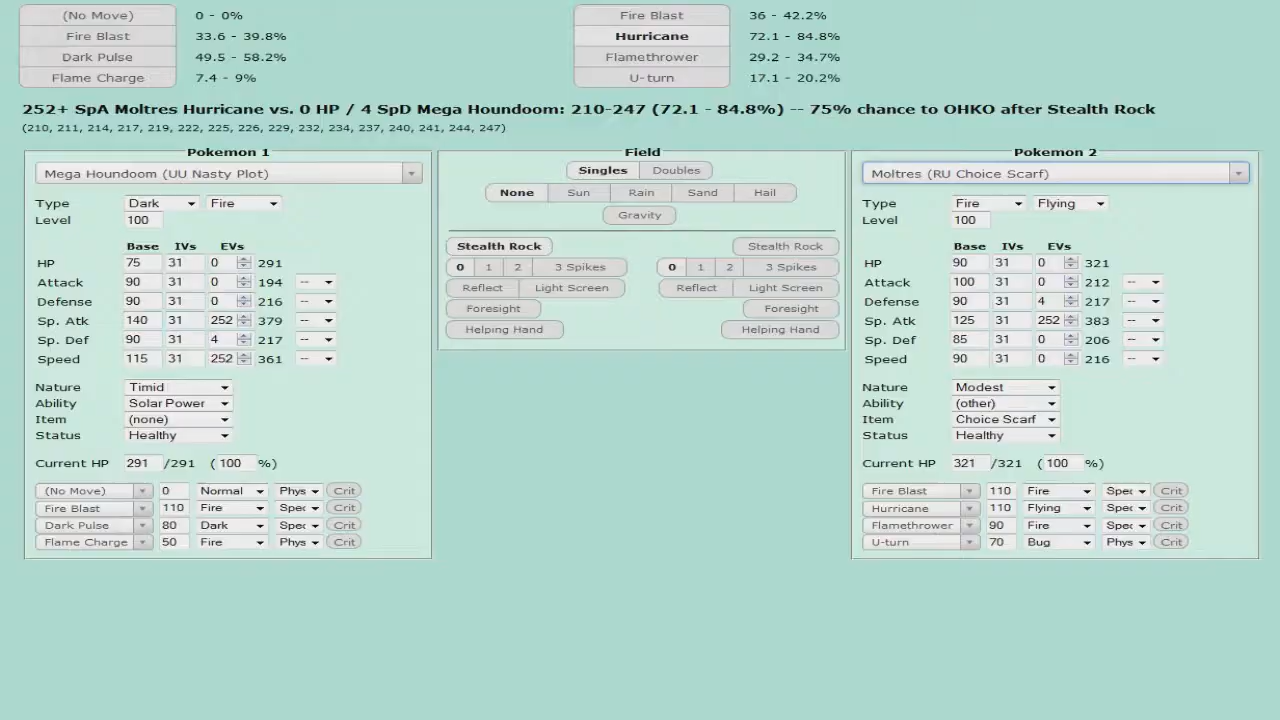 (No Move) 0 - 0%
Fire Blast 33.6 - 39.8%
Dark Pulse 49.5 - 58.2%
Flame Charge 7.4 - 9%
Fire Blast 36 - 42.2%
Hurricane 72.1 - 84.8%
Flamethrower 29.2 - 34.7%
U-turn 17.1 - 20.2%
252+ SpA Moltres Hurricane vs. 0 HP / 4 SpD Mega Houndoom: 210-247 (72.1 - 84.8%) -- 75% chance to OHKO after Stealth Rock
(210, 211, 214, 217, 219, 222, 225, 226, 229, 232, 234, 237, 240, 241, 244, 247)
Pokemon 1
Mega Houndoom (UU Nasty Plot)
Type Dark Fire
Level 100
Base IVs EVs
HP 75 31 0 291
Attack 90 31 0 194 --
Defense 90 31 0 216 --
Sp. Atk 140 31 252 379 --
Sp. Def 90 31 4 217 --
Speed 115 31 252 361 --
Nature Timid
Ability Solar Power
Item (none)
Status Healthy
Current HP 291 /291 ( 100 %)
(No Move) 0 Normal Phys Crit
Fire Blast 110 Fire Spec Crit
Dark Pulse 80 Dark Spec Crit
Flame Charge 50 Fire Phys Crit
Field
Singles Doubles
None Sun Rain Sand Hail
Gravity
Stealth Rock Stealth Rock
0 1 2 3 Spikes 0 1 2 3 Spikes
Reflect Light Screen Reflect Light Screen
Foresight Foresight
Helping Hand Helping Hand
Pokemon 2
Moltres (RU Choice Scarf)
Type Fire Flying
Level 100
Base IVs EVs
HP 90 31 0 321
Attack 100 31 0 212 --
Defense 90 31 4 217 --
Sp. Atk 125 31 252 383 --
Sp. Def 85 31 0 206 --
Speed 90 31 0 216 --
Nature Modest
Ability (other)
Item Choice Scarf
Status Healthy
Current HP 321 /321 ( 100 %)
Fire Blast 110 Fire Spec Crit
Hurricane 110 Flying Spec Crit
Flamethrower 90 Fire Spec Crit
U-turn 70 Bug Phys Crit